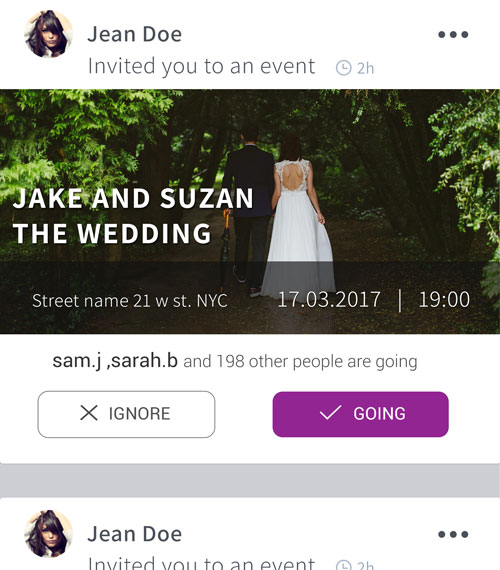 Jean Doe
Invited you to an event 2h
JAKE AND SUZAN
THE WEDDING
Street name 21 w st. NYC 17.03.2017 | 19:00
sam.j ,sarah.b and 198 other people are going
IGNORE GOING
Jean Doe
Invited you to an event 2h